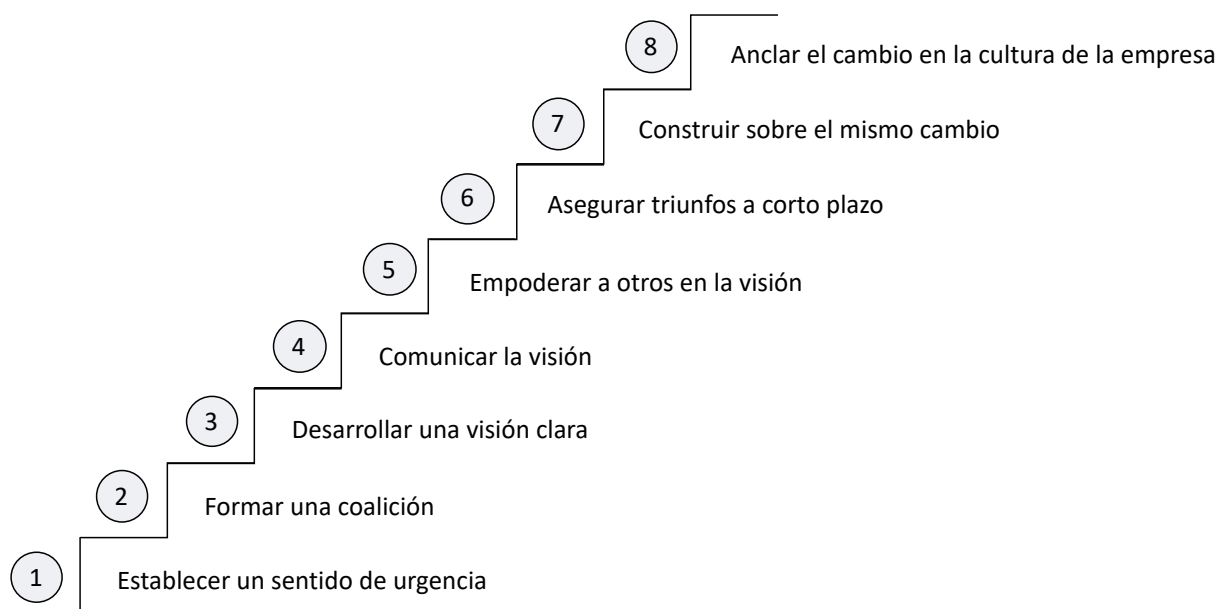 8 Anclar el cambio en la cultura de la empresa
7 Construir sobre el mismo cambio
6 Asegurar triunfos a corto plazo
5 Empoderar a otros en la visión
4 Comunicar la visión
3 Desarrollar una visión clara
2 Formar una coalición
1 Establecer un sentido de urgencia